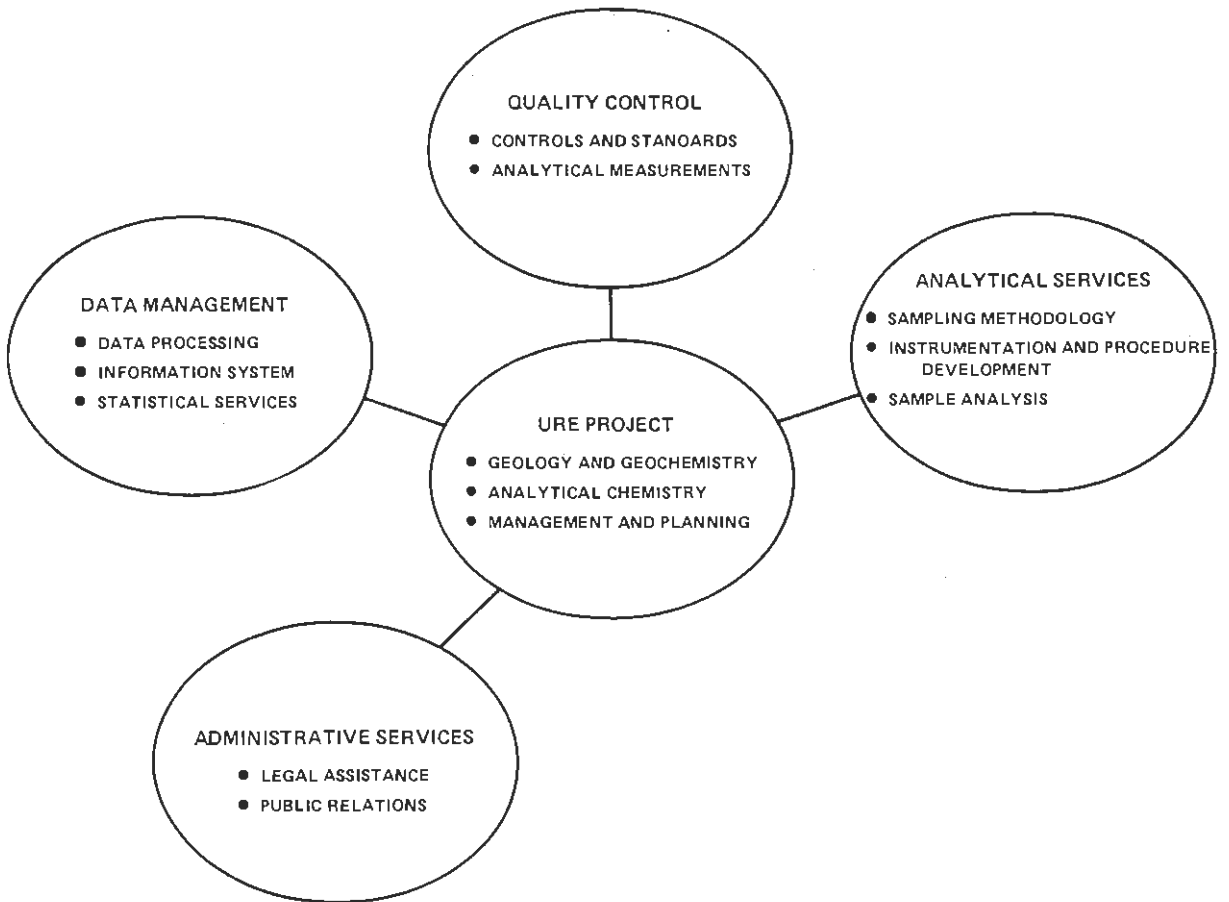 QUALITY CONTROL
● CONTROLS AND STANOARDS
● ANALYTICAL MEASUREMENTS
DATA MANAGEMENT
● DATA PROCESSING
● INFORMATION SYSTEM
● STATISTICAL SERVICES
ANALYTICAL SERVICES
● SAMPLING METHODOLOGY
● INSTRUMENTATION AND PROCEDURE
DEVELOPMENT
● SAMPLE ANALYSIS
URE PROJECT
● GEOLOGY AND GEOCHEMISTRY
● ANALYTICAL CHEMISTRY
● MANAGEMENT AND PLANNING
ADMINISTRATIVE SERVICES
● LEGAL ASSISTANCE
● PUBLIC RELATIONS